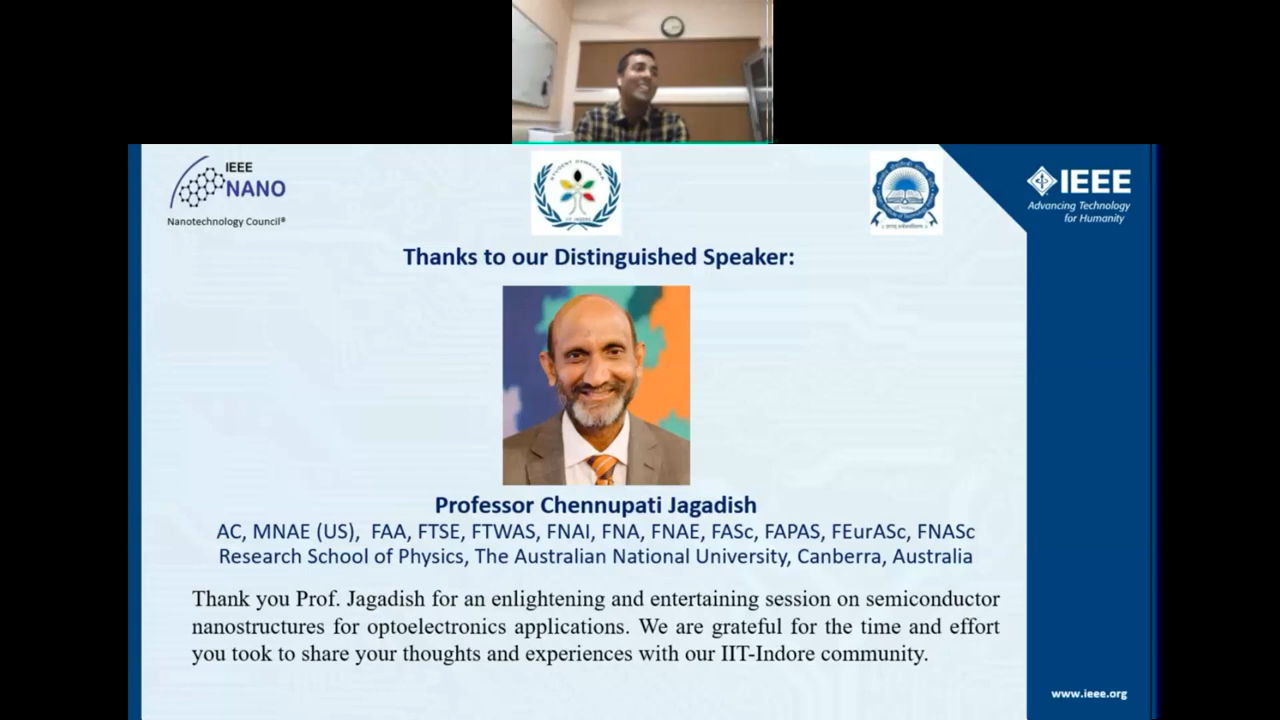 IEEE
NANO
Nanotechnology Council®
STUDENT GYMKHANA
IIT INDORE
IEEE
Advancing Technology
for Humanity
Thanks to our Distinguished Speaker:
Professor Chennupati Jagadish
AC, MNAE (US), FAA, FTSE, FTWAS, FNAI, FNA, FNAE, FASc, FAPAS, FEurASc, FNASc
Research School of Physics, The Australian National University, Canberra, Australia
Thank you Prof. Jagadish for an enlightening and entertaining session on semiconductor
nanostructures for optoelectronics applications. We are grateful for the time and effort
you took to share your thoughts and experiences with our IIT-Indore community.
www.ieee.org